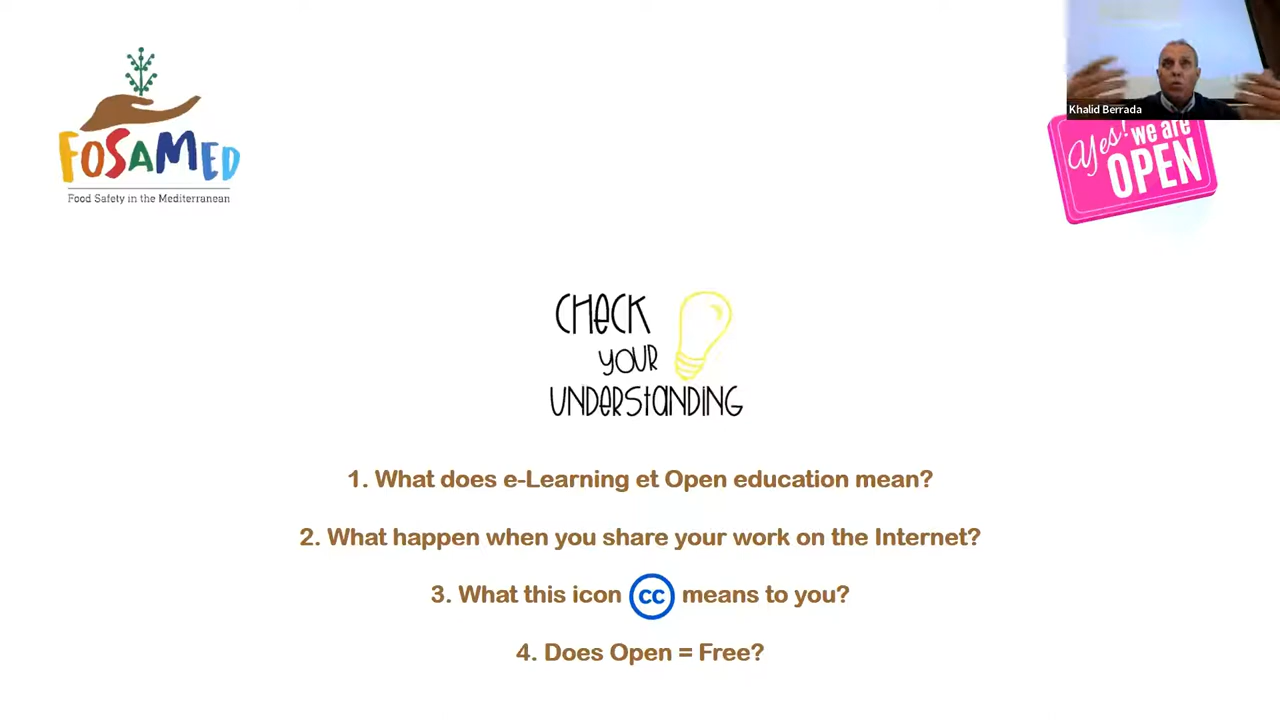 Khalid Berrada
Yes! we are
OPEN
FOSAMED
Food Safety in the Mediterranean
CHECK
YOUR
UNDERSTANDING
1. What does e-Learning et Open education mean?
2. What happen when you share your work on the Internet?
3. What this icon cc means to you?
4. Does Open = Free?